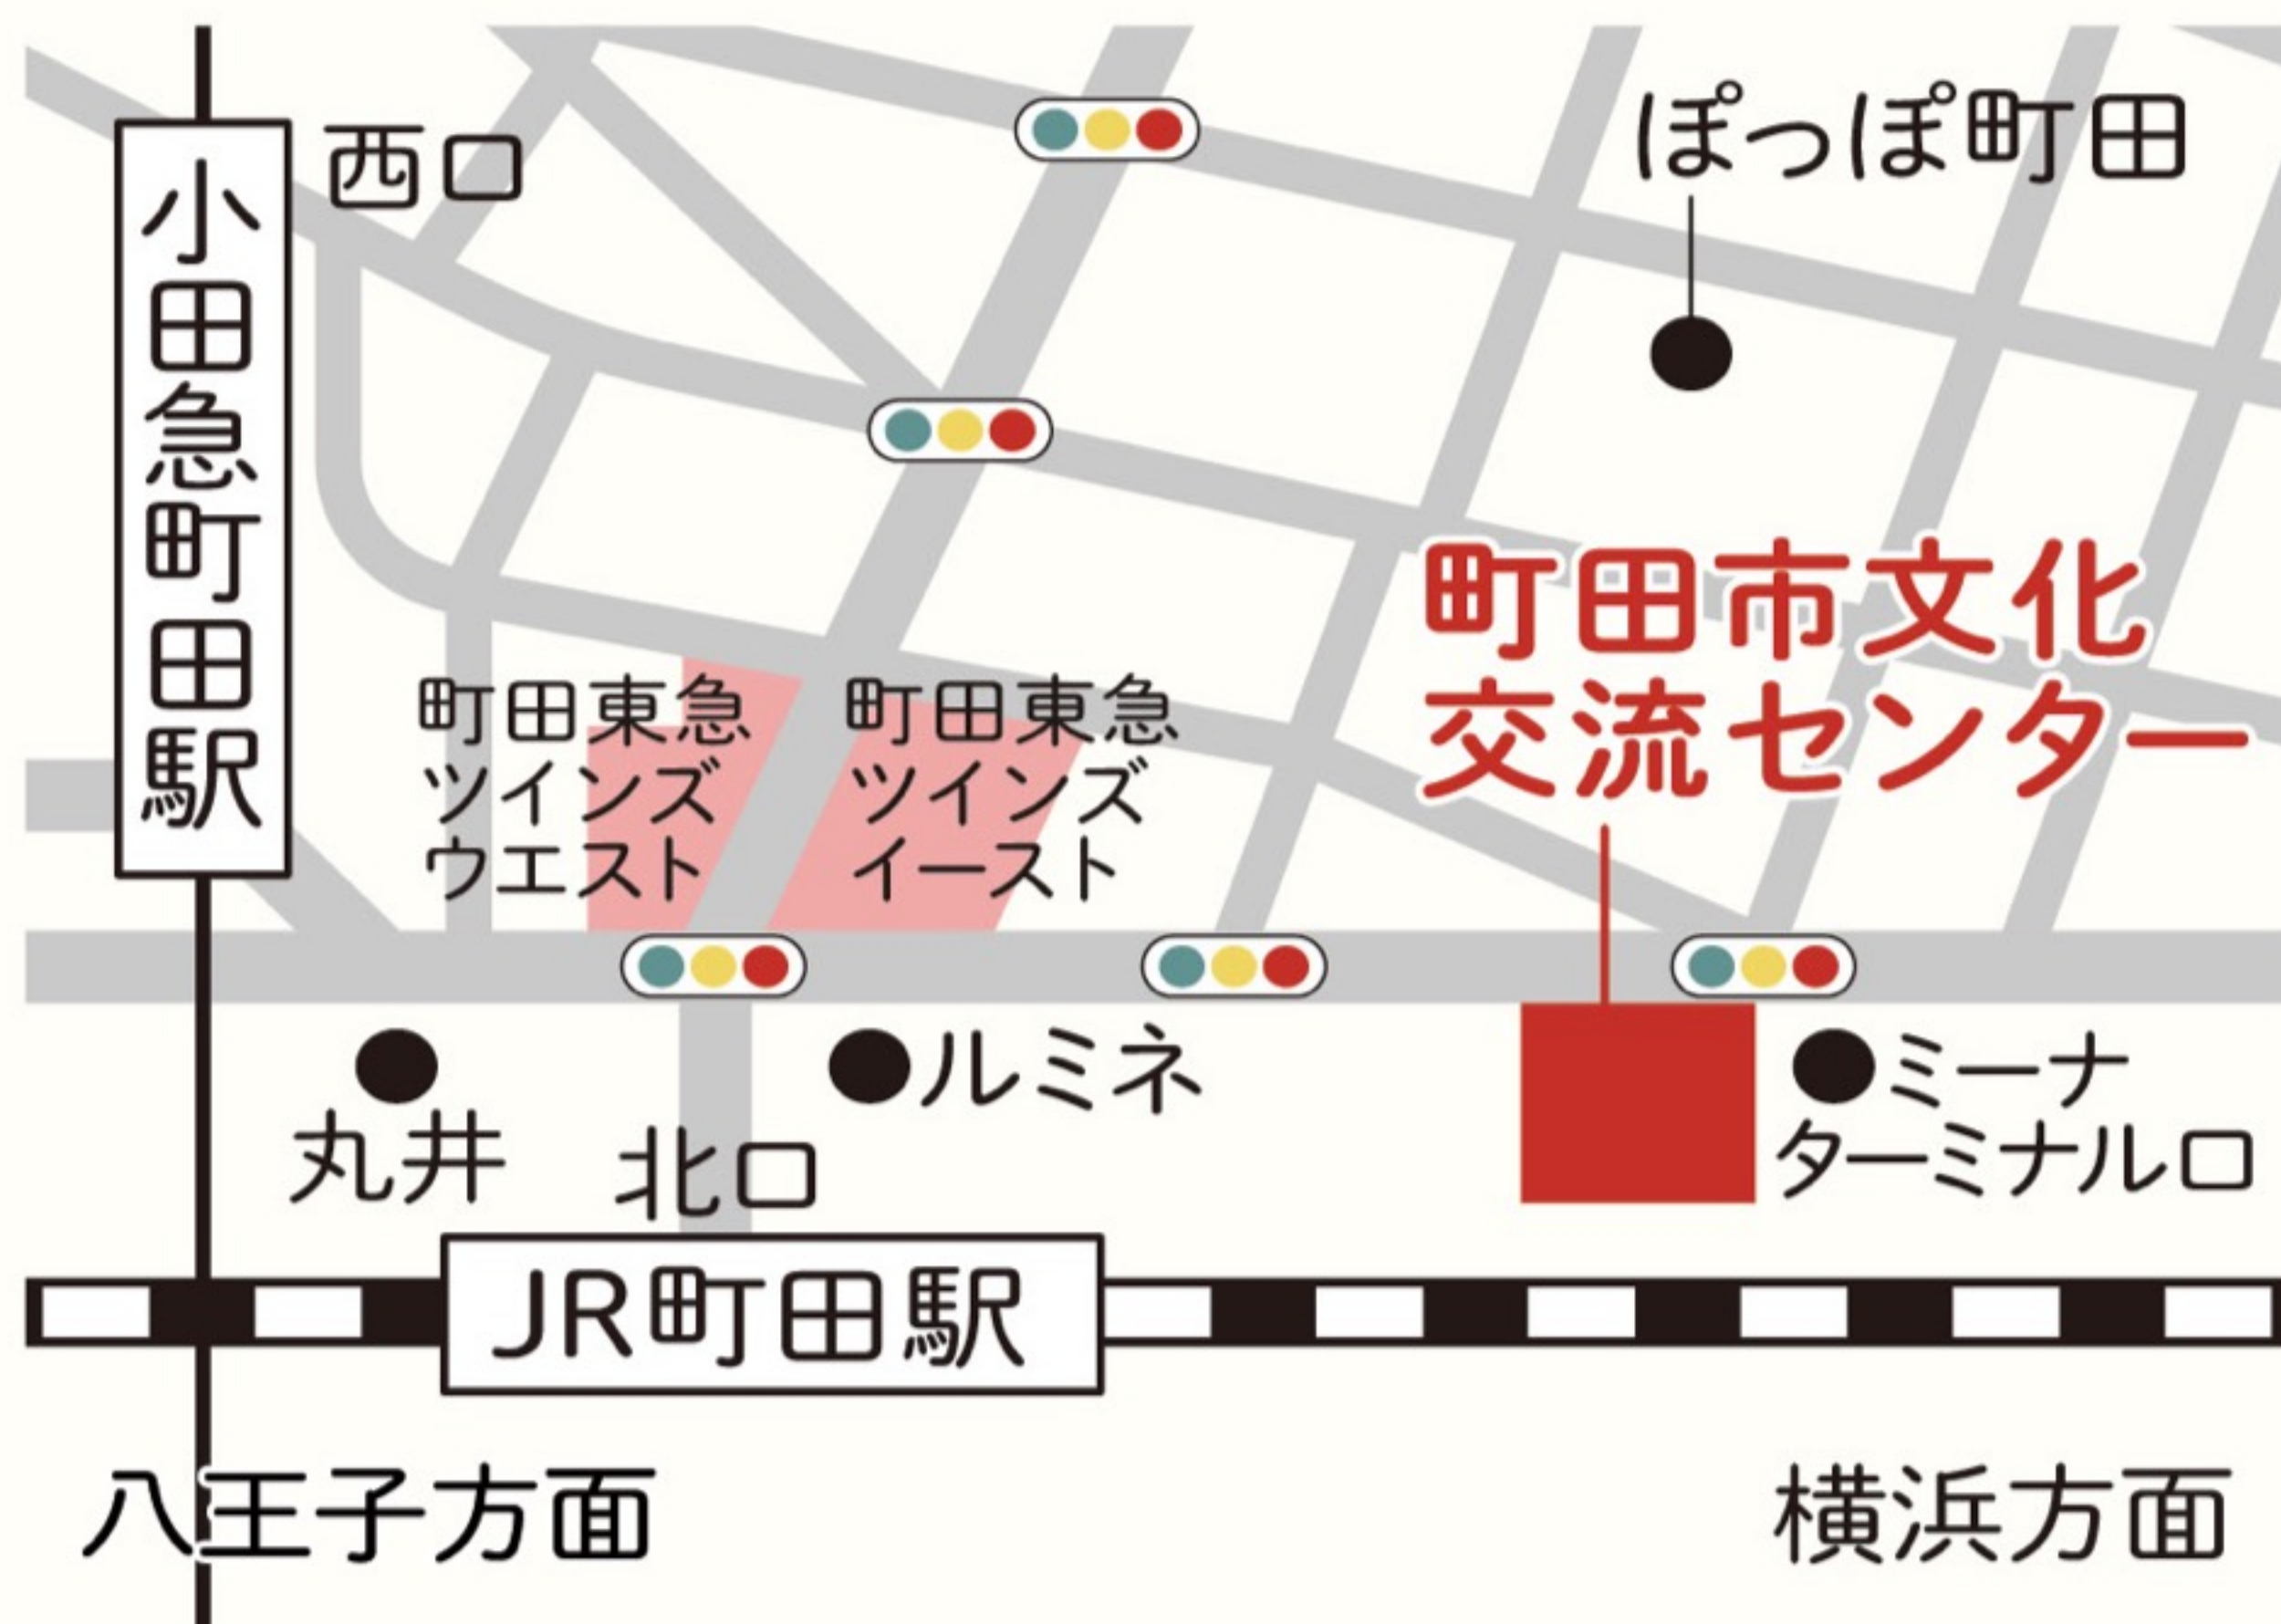 西口
ぽっぽ町田
小田急町田駅
町田市文化
交流センター
町田東急
ツインズ
ウエスト
町田東急
ツインズ
イースト
丸井
北口
ルミネ
ミーナ
ターミナル口
JR町田駅
八王子方面
横浜方面